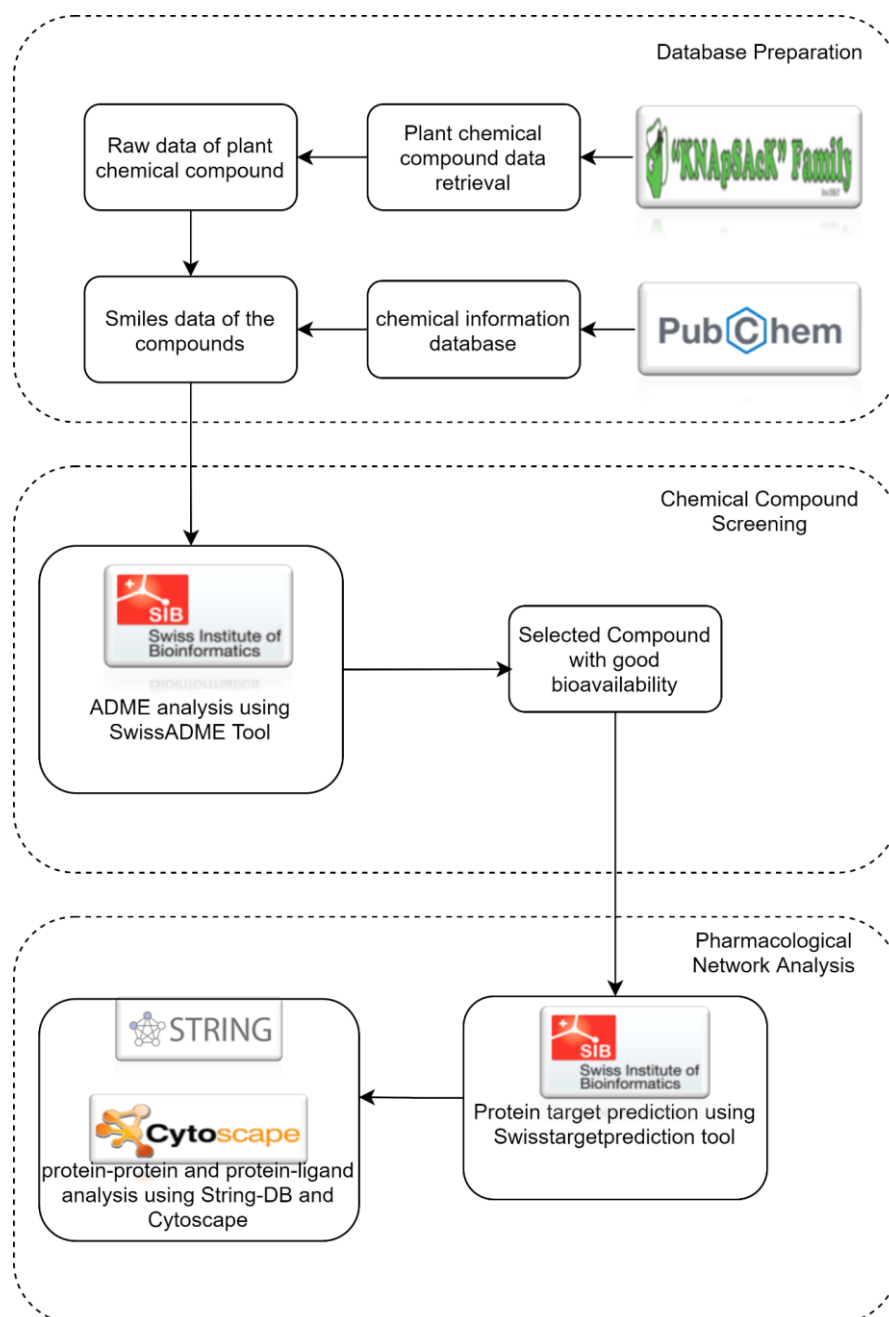 Database Preparation
Raw data of plant
chemical compound
Plant chemical
compound data
retrieval
"KNApSAcK" Family
Smiles data of the
compounds
chemical information
database
PubChem
Chemical Compound
Screening
SIB
Swiss Institute of
Bioinformatics
ADME analysis using
SwissADME Tool
Selected Compound
with good
bioavailability
Pharmacological
Network Analysis
STRING
Cytoscape
protein-protein and protein-ligand
analysis using String-DB and
Cytoscape
SIB
Swiss Institute of
Bioinformatics
Protein target prediction using
Swisstargetprediction tool